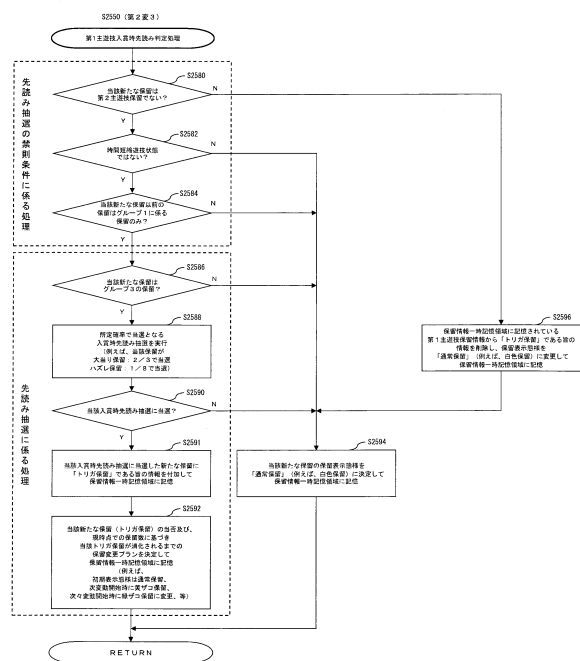 S2550（第２変３）
第１主遊技入賞時先読み判定処理
先読み抽選の禁則条件に係る処理
S2580
当該新たな保留は
第２主遊技保留でない？
N
Y
S2582
時間短縮遊技状態
ではない？
N
Y
S2584
当該新たな保留以前の
保留はグループ１に係る
保留のみ？
Y
先読み抽選に係る処理
S2586
当該新たな保留は
グループ３の保留？
N
Y
S2588
所定確率で当選となる
入賞時先読み抽選を実行
（例えば、当該保留が
大当り保留：２／３で当選
ハズレ保留：１／８で当選）
S2590
当該入賞時先読み抽選に当選？
N
Y
S2591
当該入賞時先読み抽選に当選した新たな保留に
「トリガ保留」である旨の情報を付加して
保留情報一時記憶領域に記憶
S2592
当該新たな保留（トリガ保留）の当否及び、
現時点での保留数に基づき
当該トリガ保留が消化されるまでの
保留変更プランを決定して
保留情報一時記憶領域に記憶
（例えば、
初期表示態様は通常保留、
次変動開始時に黄ザコ保留、
次々変動開始時に緑ザコ保留に変更、等）
S2594
当該新たな保留の保留表示態様を
「通常保留」（例えば、白色保留）に決定して
保留情報一時記憶領域に記憶
S2596
保留情報一時記憶領域に記憶されている
第１主遊技保留情報から「トリガ保留」である旨の
情報を削除し、保留表示態様を
「通常保留」（例えば、白色保留）に変更して
保留情報一時記憶領域に記憶
ＲＥＴＵＲＮ